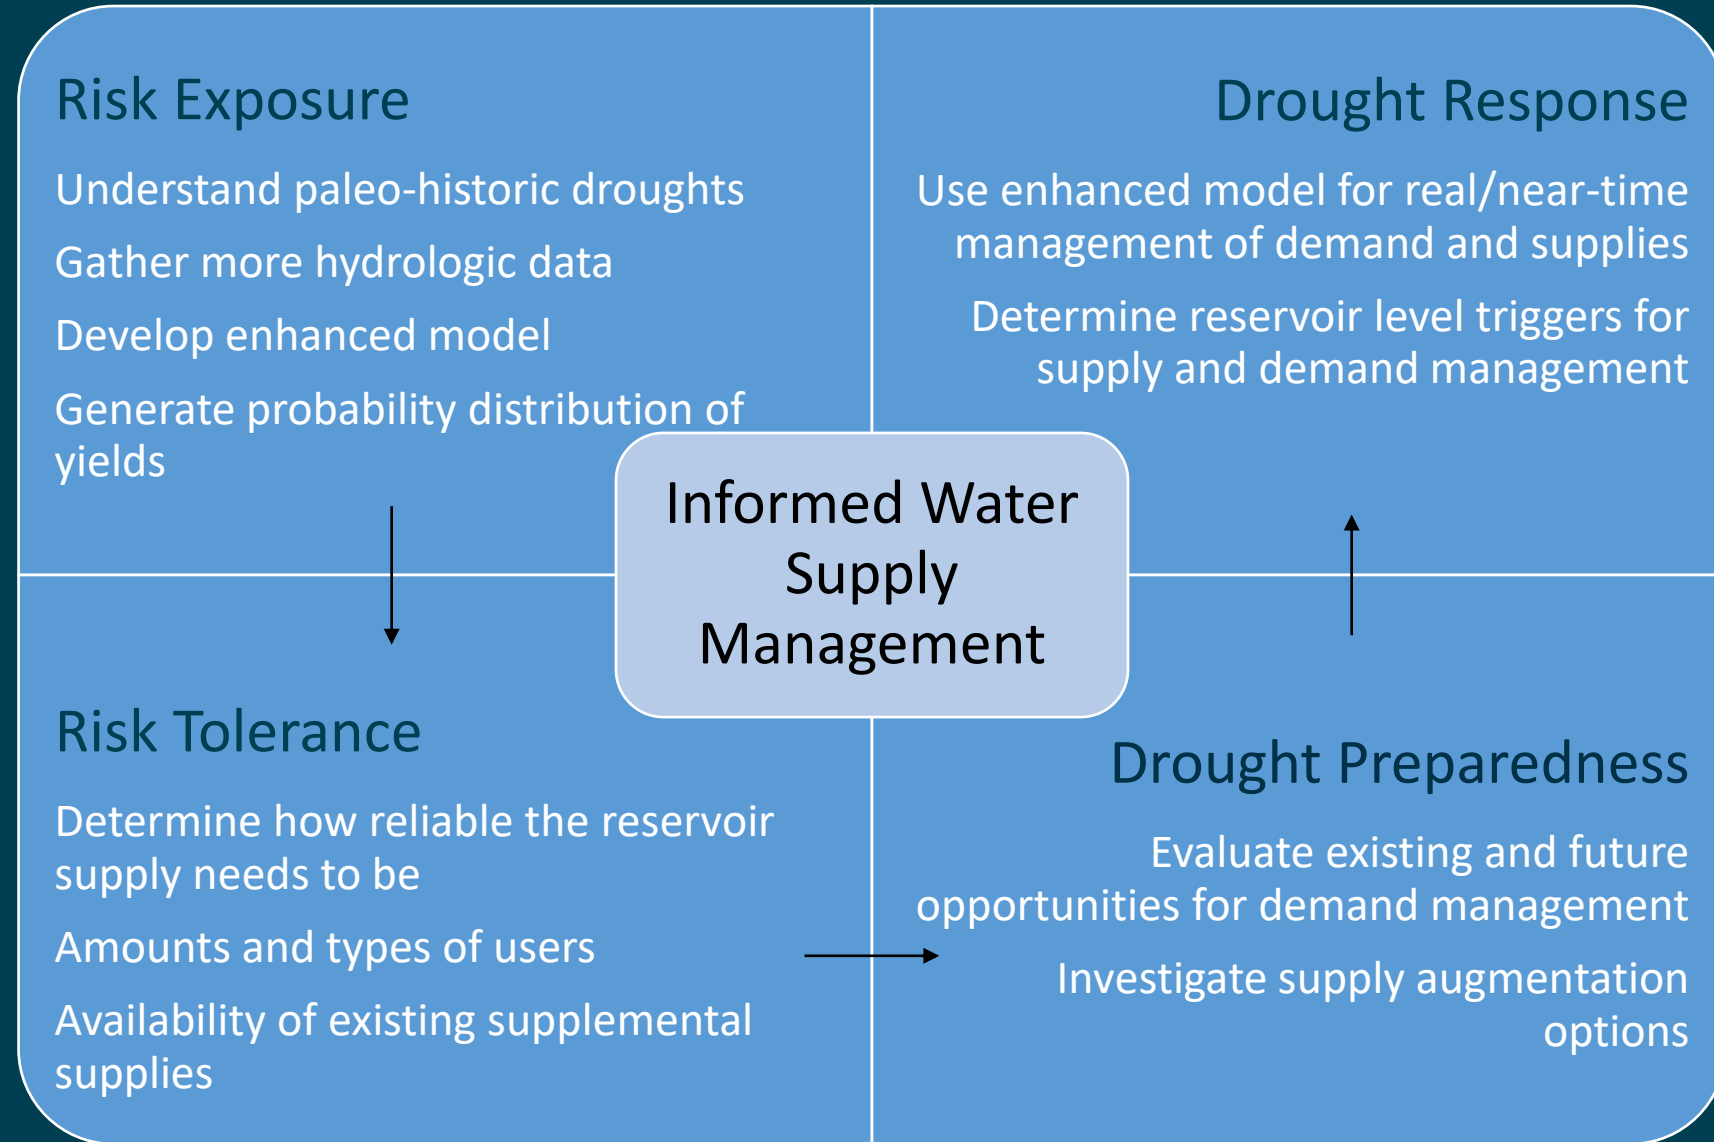 Risk Exposure
Understand paleo-historic droughts
Gather more hydrologic data
Develop enhanced model
Generate probability distribution of
yields
Drought Response
Use enhanced model for real/near-time
management of demand and supplies
Determine reservoir level triggers for
supply and demand management
Informed Water
Supply
Management
Risk Tolerance
Determine how reliable the reservoir
supply needs to be
Amounts and types of users
Availability of existing supplemental
supplies
Drought Preparedness
Evaluate existing and future
opportunities for demand management
Investigate supply augmentation
options